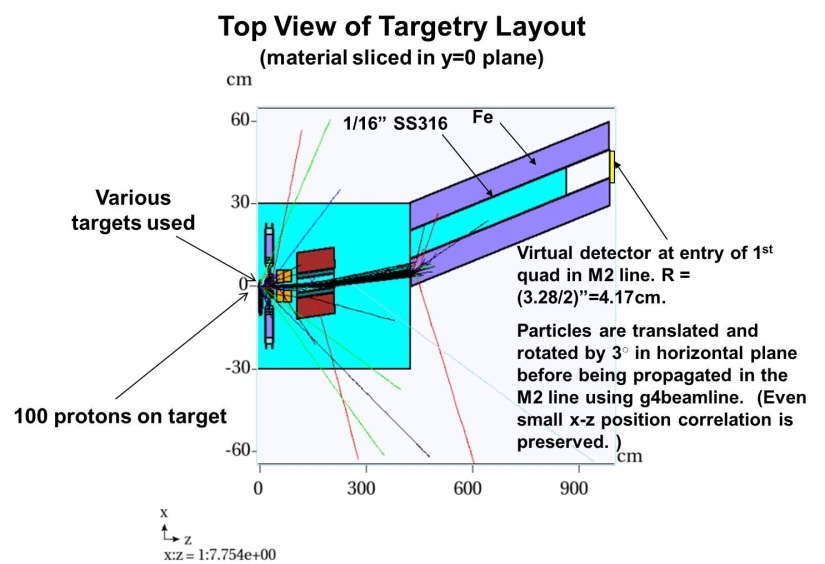 Top View of Targetry Layout
(material sliced in y=0 plane)
cm
60
1/16” SS316
Fe
Various
targets used
30
0
-30
-60
100 protons on target
Virtual detector at entry of 1st
quad in M2 line. R =
(3.28/2)”=4.17cm.
Particles are translated and
rotated by 3° in horizontal plane
before being propagated in the
M2 line using g4beamline. (Even
small x-z position correlation is
preserved. )
cm
0
300
600
900
x
z
x:z = 1:7.754e+00